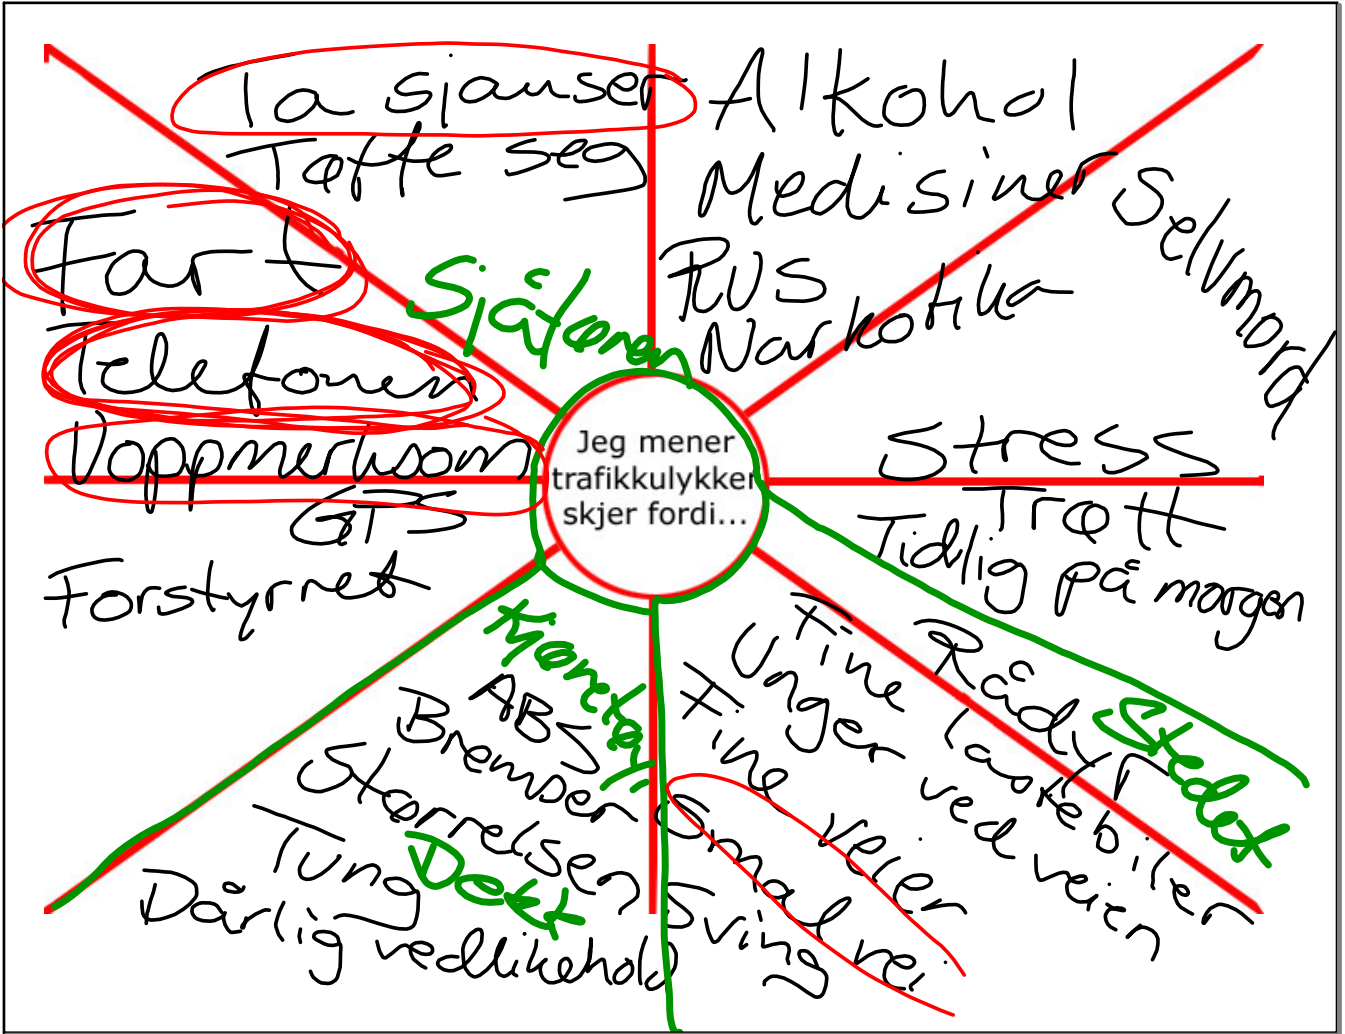 Ta sjanser
Tøffe seg
Alkohol
Medisiner
RUS
Narkotika
Selvmord
Fart
Telefonen
Uoppmerksom
GPS
Forstyrret
Sjåføren
Jeg mener
trafikkulykker
skjer fordi...
Stress
Trøtt
Tidlig på morgen
Kjøretøy
ABS
Bremser
Størrelsen
Tung
Dekk
Dårlig vedlikehold
Stedet
Rådyr
Fine lastebiler
Unger ved veien
Fine veier
Smal vei
Sving